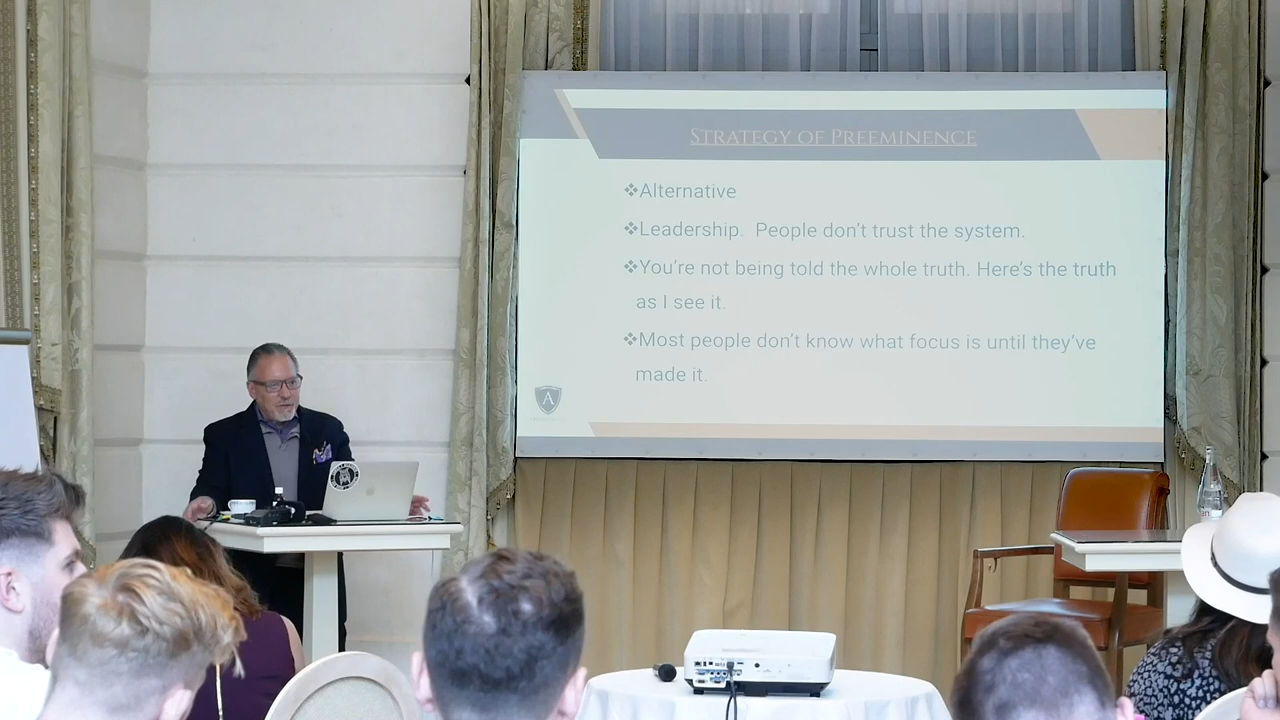 STRATEGY OF PREEMINENCE
❖Alternative
❖Leadership. People don't trust the system.
❖You're not being told the whole truth. Here's the truth
as I see it.
❖Most people don't know what focus is until they've
made it.
A